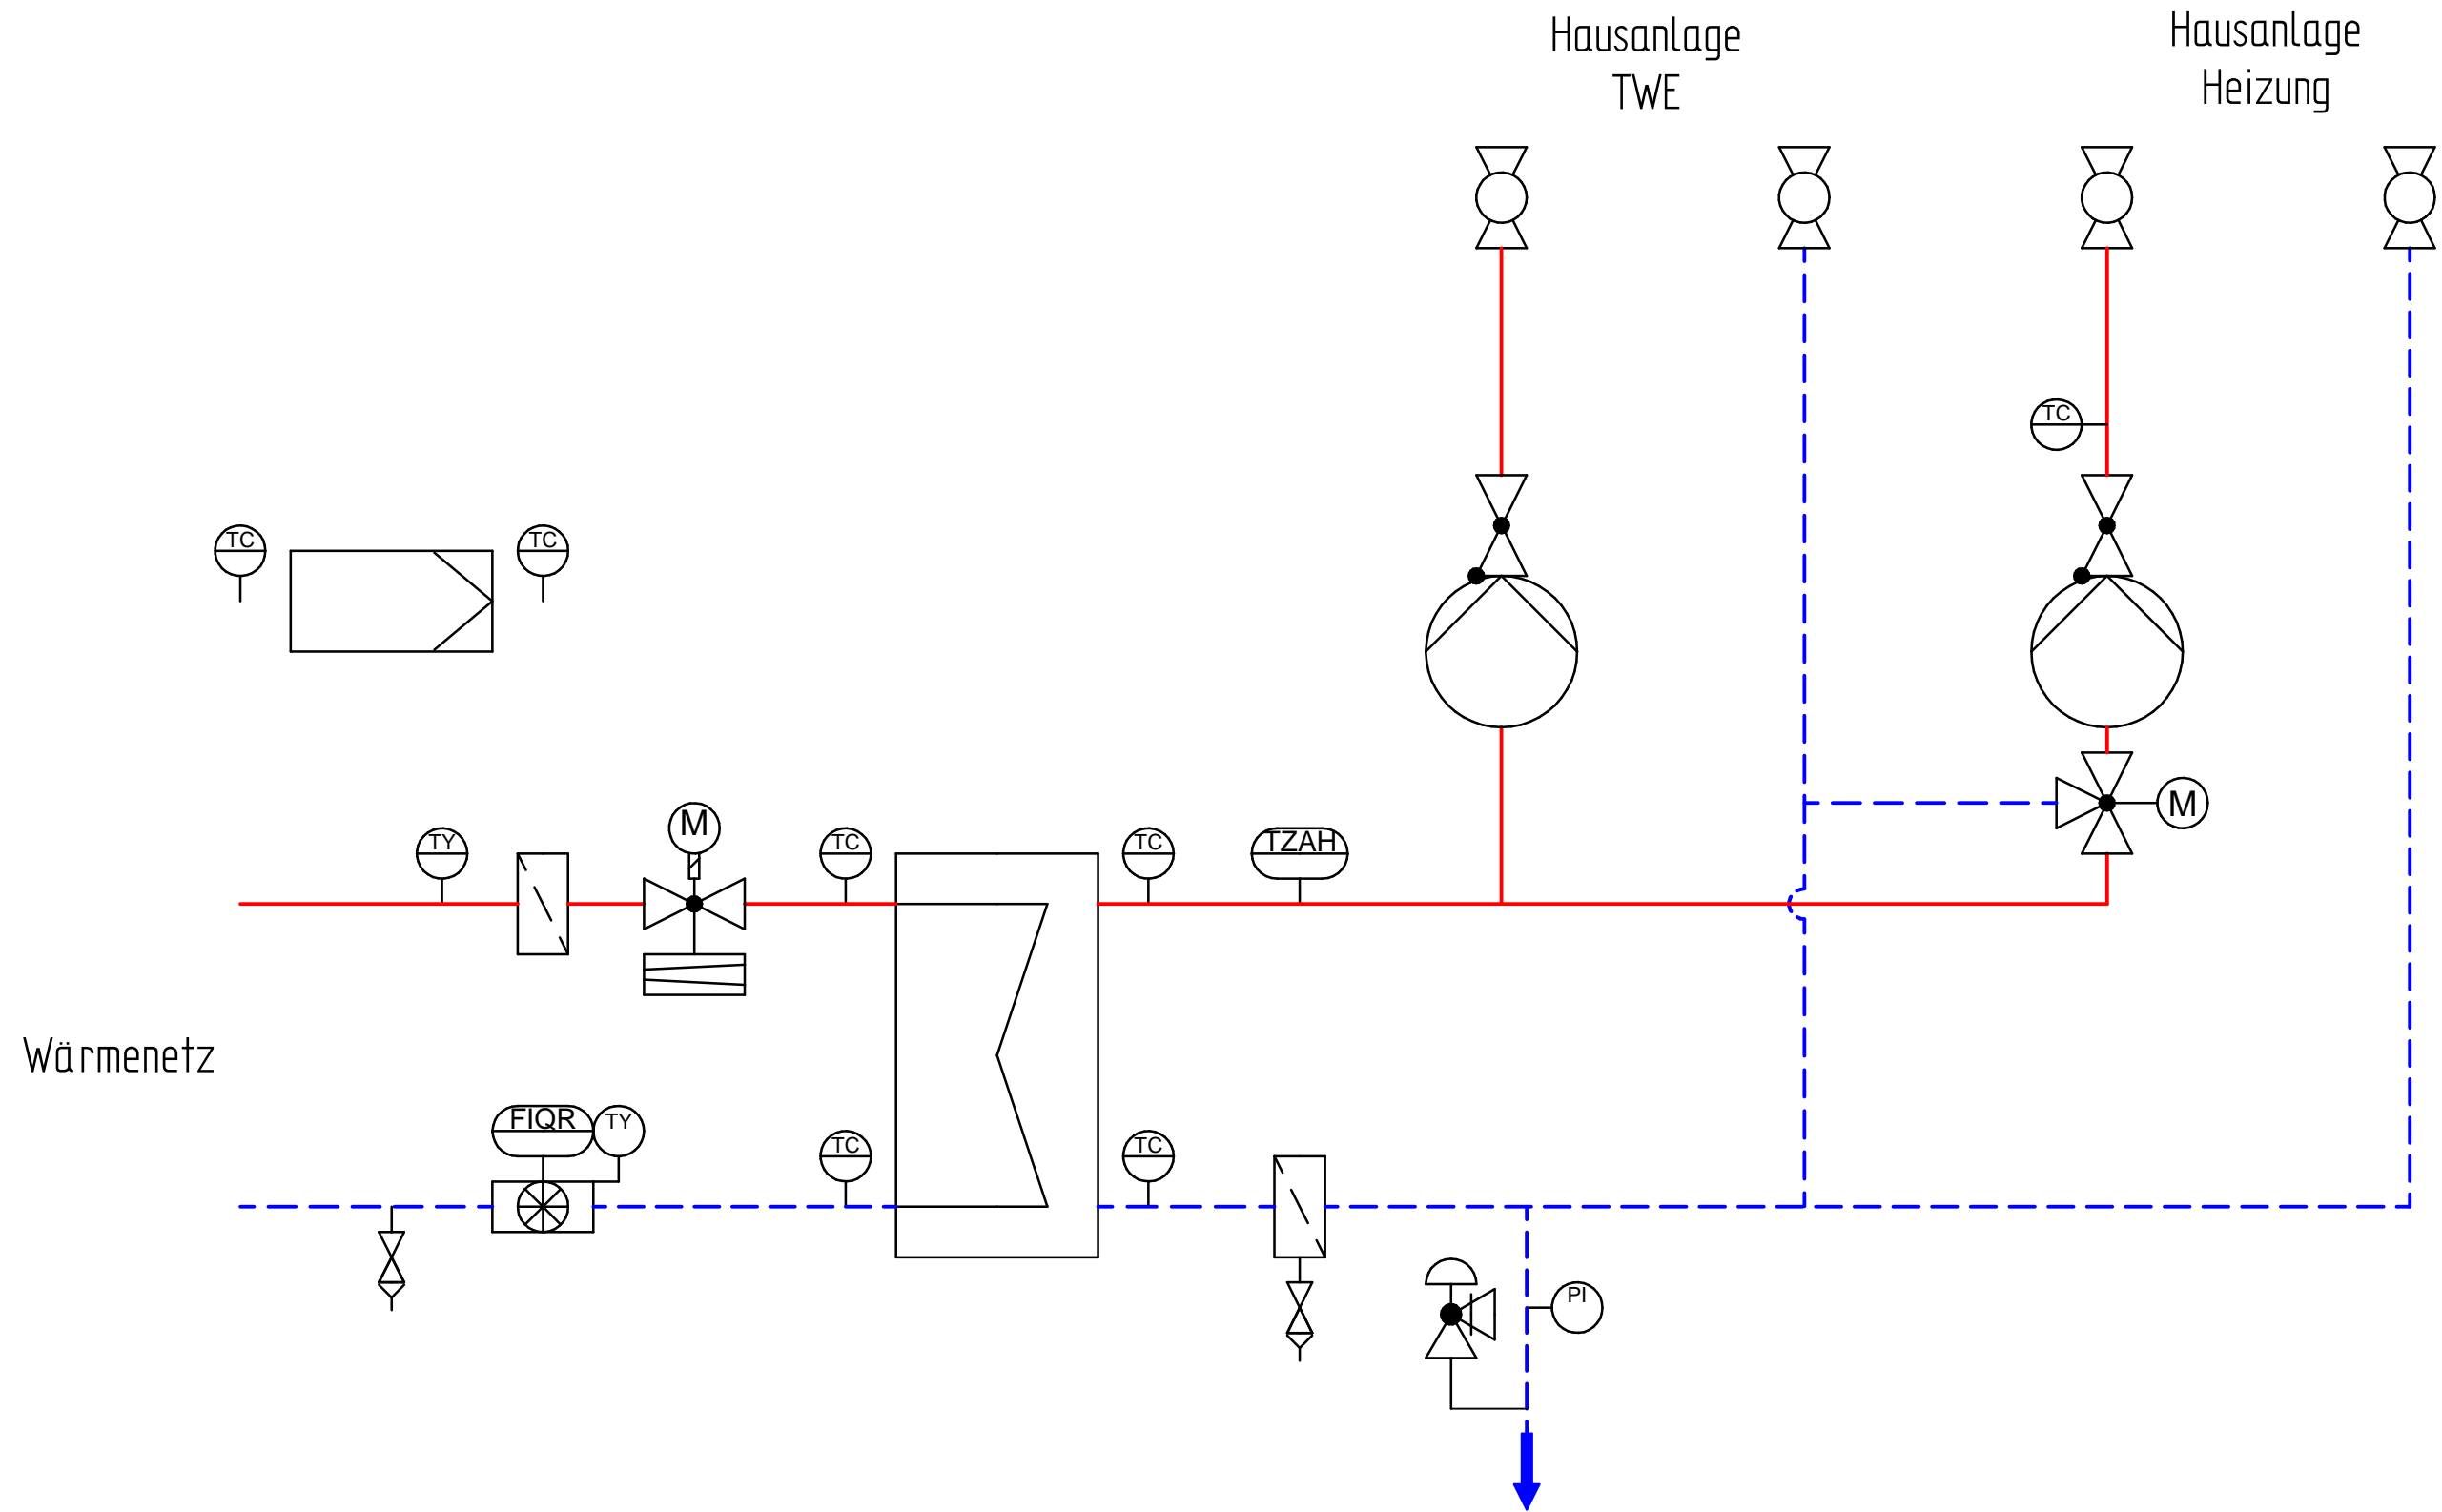 Hausanlage
TWE
Hausanlage
Heizung
TC
TC
TC
TY
M
TC
TC
TZAH
M
Wärmenetz
FIQR
TY
TC
TC
PI